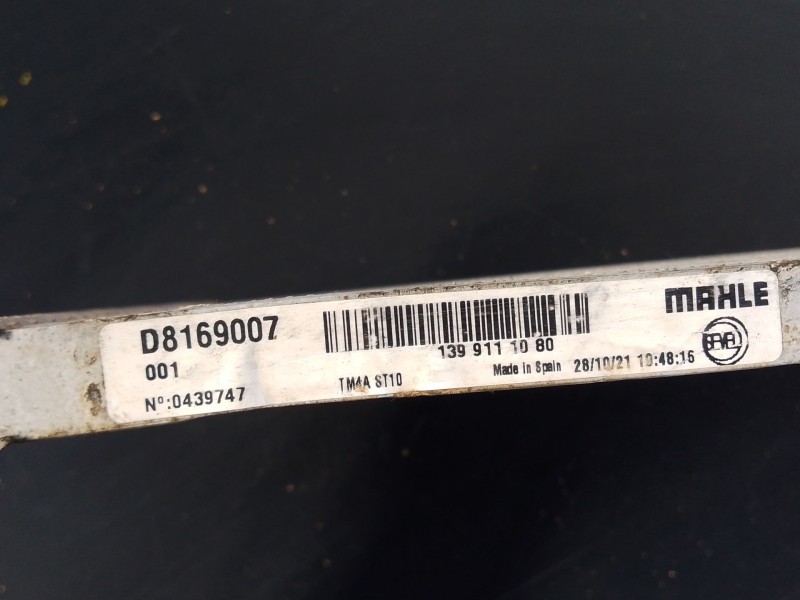 D8169007
001
Nº:0439747
TM4A ST10
139 911 10 80
Made in Spain 28/10/21 10:48:16
MAHLE